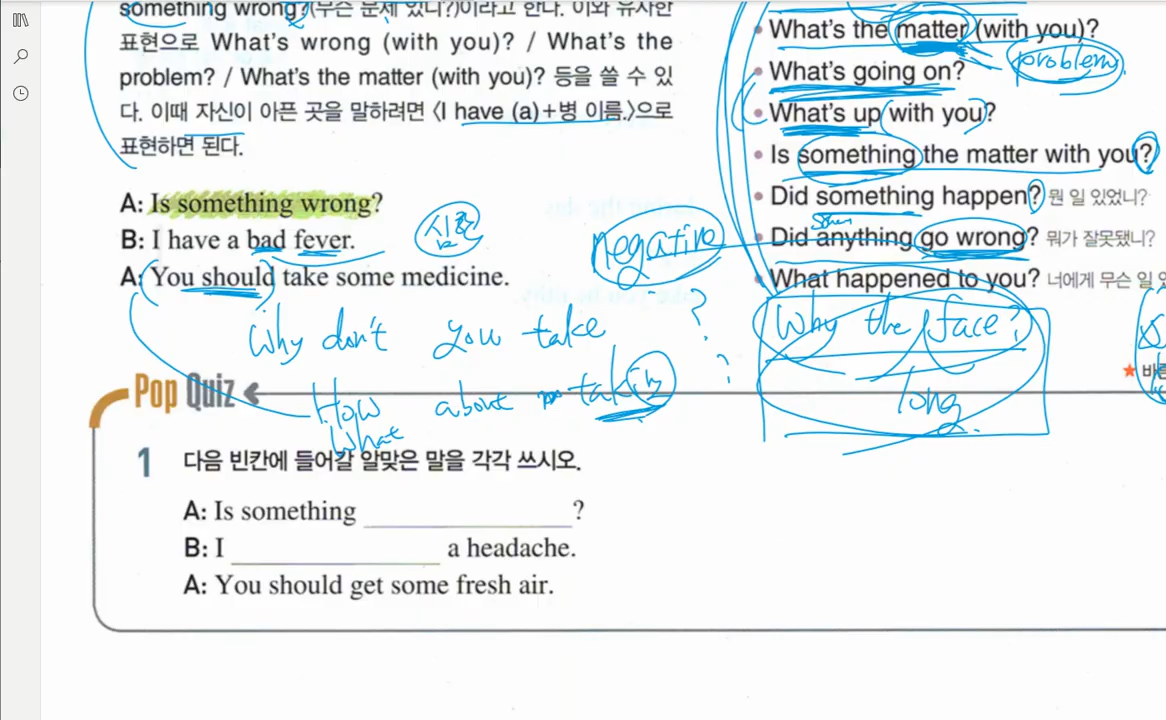 something wrong?(무슨 문제 있니?)이라고 한다. 이와 유사한
표현으로 What's wrong (with you)? / What's the
problem? / What's the matter (with you)? 등을 쓸 수 있
다. 이때 자신이 아픈 곳을 말하려면 〈I have (a)+병 이름.〉으로
표현하면 된다.
A: Is something wrong?
B: I have a bad fever.
심한
A: You should take some medicine.
Why don't you take ?
How about taking ?
What
negative
• What's the matter (with you)?
problem
• What's going on?
• What's up (with you)?
• Is something the matter with you?
• Did something happen? 뭔 일 있었니?
• Did anything go wrong? 뭐가 잘못됐니?
• What happened to you? 너에게 무슨 일
Why the face?
long
★
Pop Quiz
1 다음 빈칸에 들어갈 알맞은 말을 각각 쓰시오.
A: Is something ?
B: I a headache.
A: You should get some fresh air.